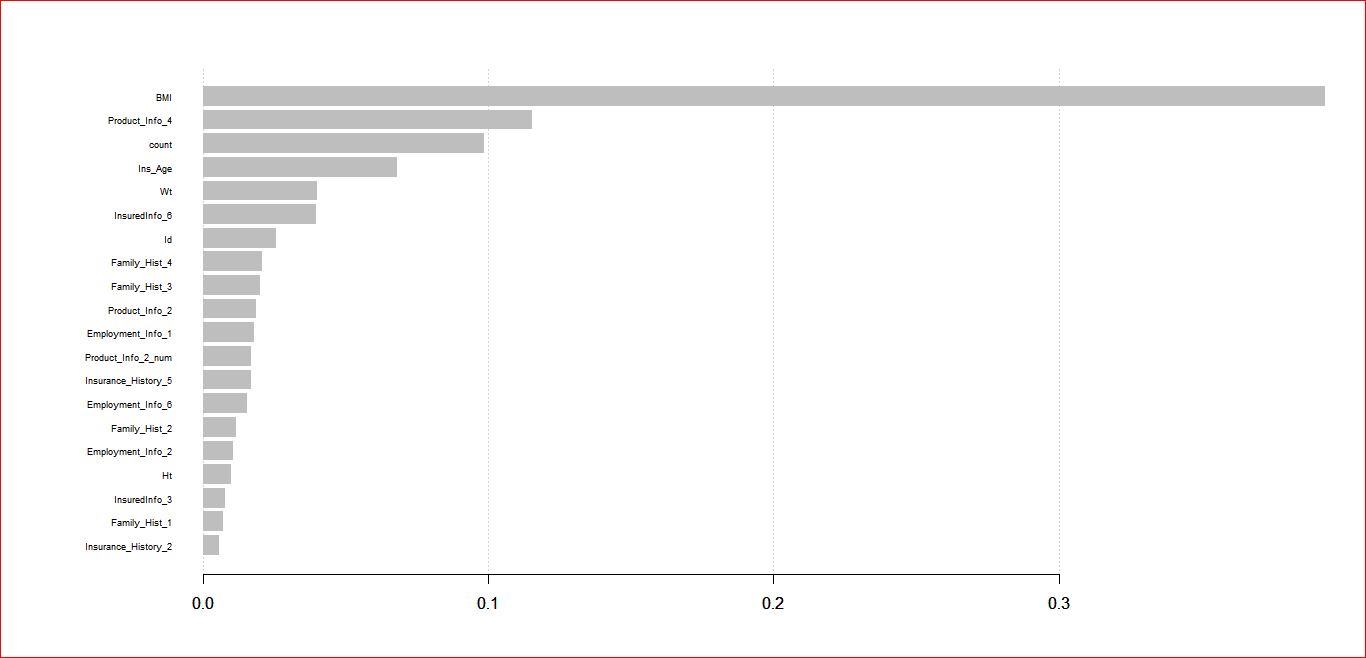 BMI
Product_Info_4
count
Ins_Age
Wt
InsuredInfo_6
Id
Family_Hist_4
Family_Hist_3
Product_Info_2
Employment_Info_1
Product_Info_2_num
Insurance_History_5
Employment_Info_6
Family_Hist_2
Employment_Info_2
Ht
InsuredInfo_3
Family_Hist_1
Insurance_History_2
0.0 0.1 0.2 0.3